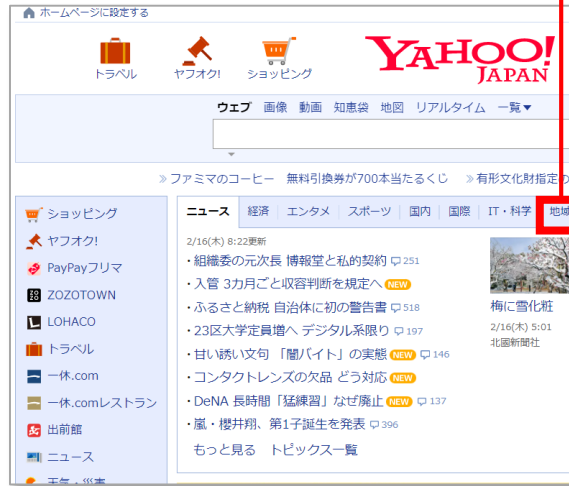 ホームページに設定する
トラベル ヤフオク! ショッピング
YAHOO!
JAPAN
ウェブ 画像 動画 知恵袋 地図 リアルタイム 一覧▼
»ファミマのコーヒー 無料引換券が700本当たるくじ »有形文化財指定の
ショッピング
ヤフオク!
PayPayフリマ
ZOZOTOWN
LOHACO
トラベル
一休.com
一休.comレストラン
出前館
ニュース
天気・災害
ニュース 経済 エンタメ スポーツ 国内 国際 IT・科学 地域
2/16(木) 8:22更新
・組織委の元次長 博報堂と私的契約 251
・入管 3カ月ごと収容判断を規定へ NEW
・ふるさと納税 自治体に初の警告書 518
・23区大学定員増へ デジタル系限り 197
・甘い誘い文句 「闇バイト」の実態 NEW 146
・コンタクトレンズの欠品 どう対応 NEW
・DeNA 長時間「猛練習」なぜ廃止 NEW 137
・嵐・櫻井翔、第1子誕生を発表 396
もっと見る トピックス一覧
梅に雪化粧
2/16(木) 5:01
北國新聞社